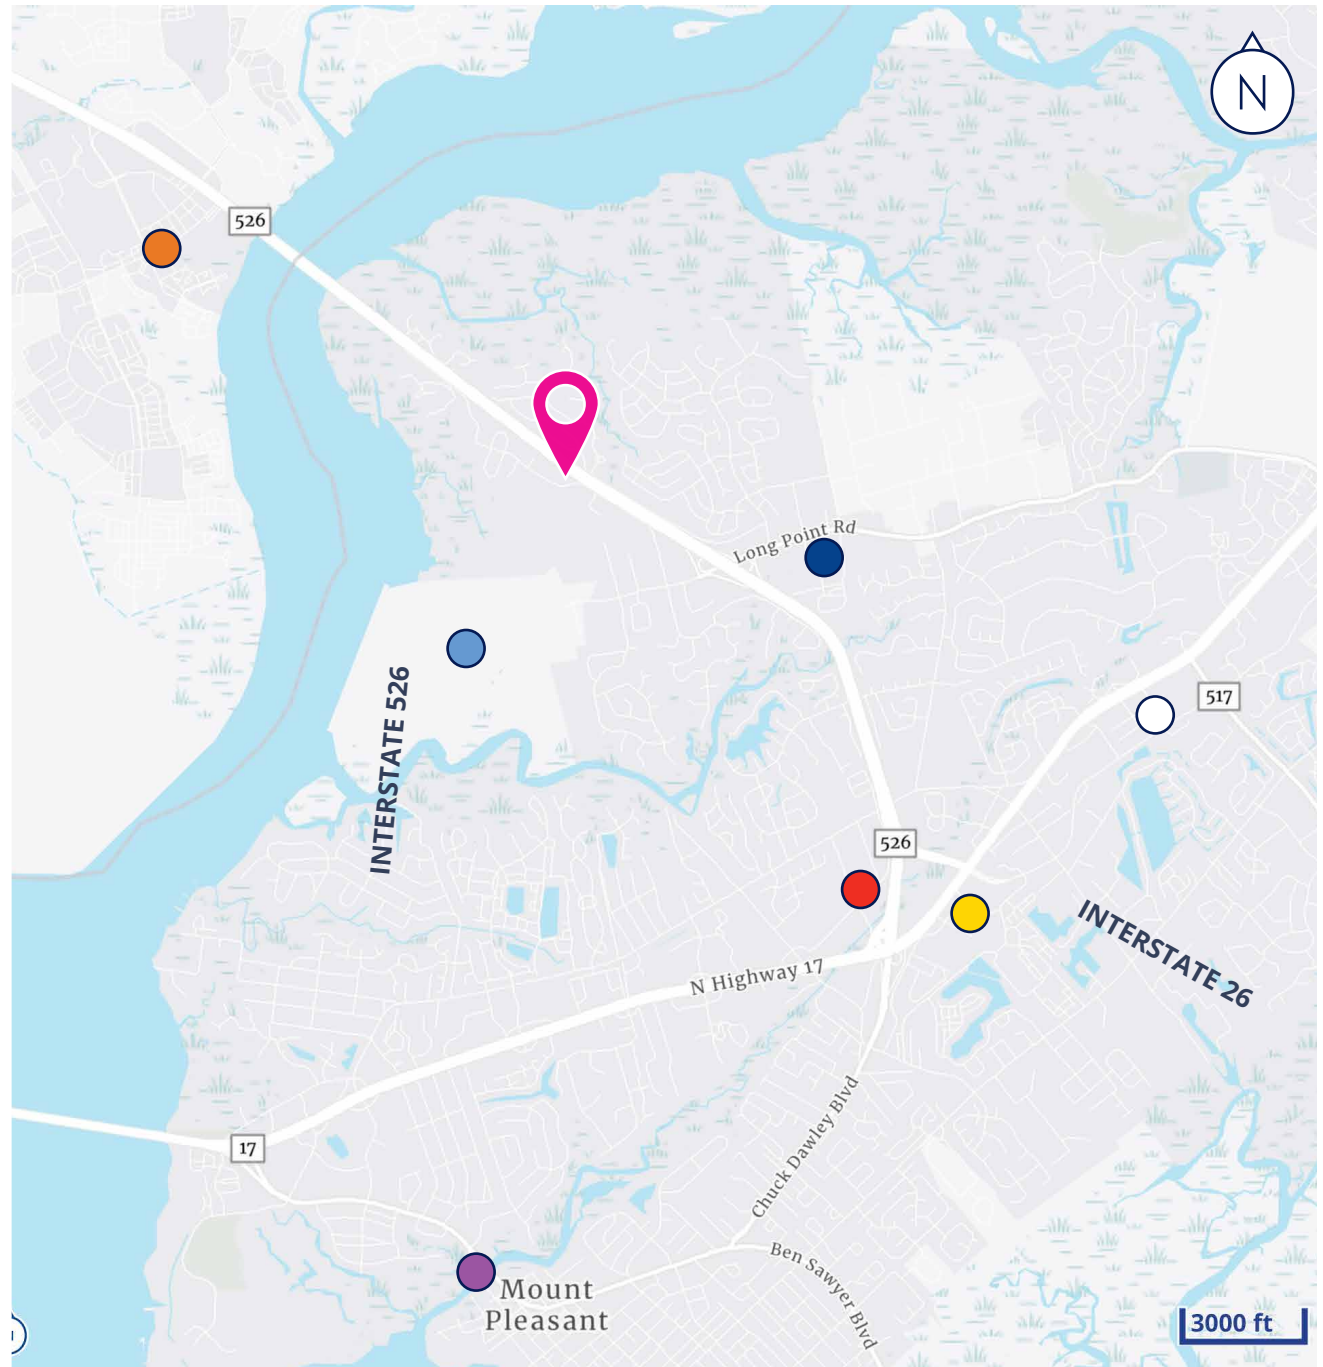 N
526
Long Point Rd
517
INTERSTATE 526
526
INTERSTATE 26
N Highway 17
Chuck Dawley Blvd
17
Ben Sawyer Blvd
Mount
Pleasant
3000 ft